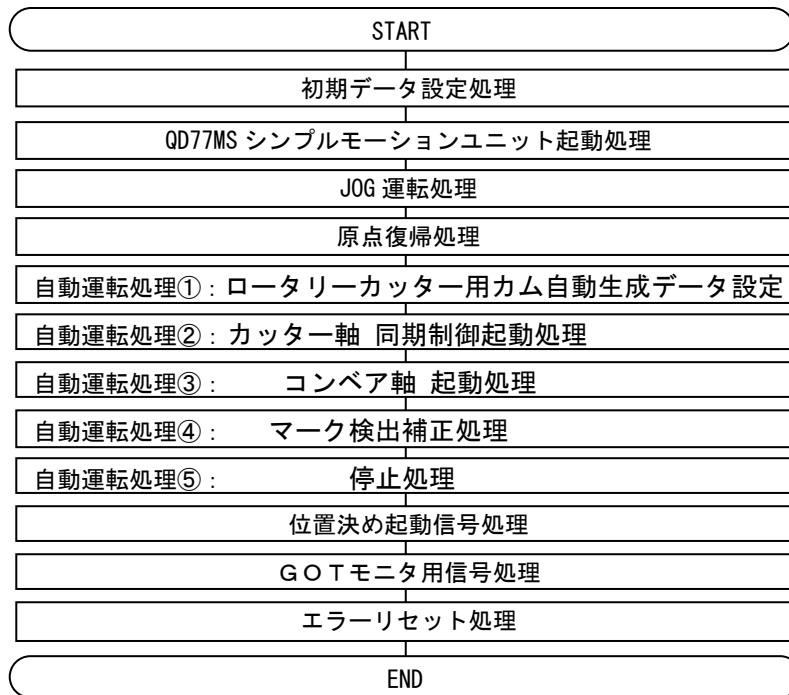 START
初期データ設定処理
QD77MS シンプルモーションユニット起動処理
JOG 運転処理
原点復帰処理
自動運転処理①：ロータリーカッター用カム自動生成データ設定
自動運転処理②：カッター軸 同期制御起動処理
自動運転処理③： コンベア軸 起動処理
自動運転処理④： マーク検出補正処理
自動運転処理⑤： 停止処理
位置決め起動信号処理
ＧＯＴモニタ用信号処理
エラーリセット処理
END